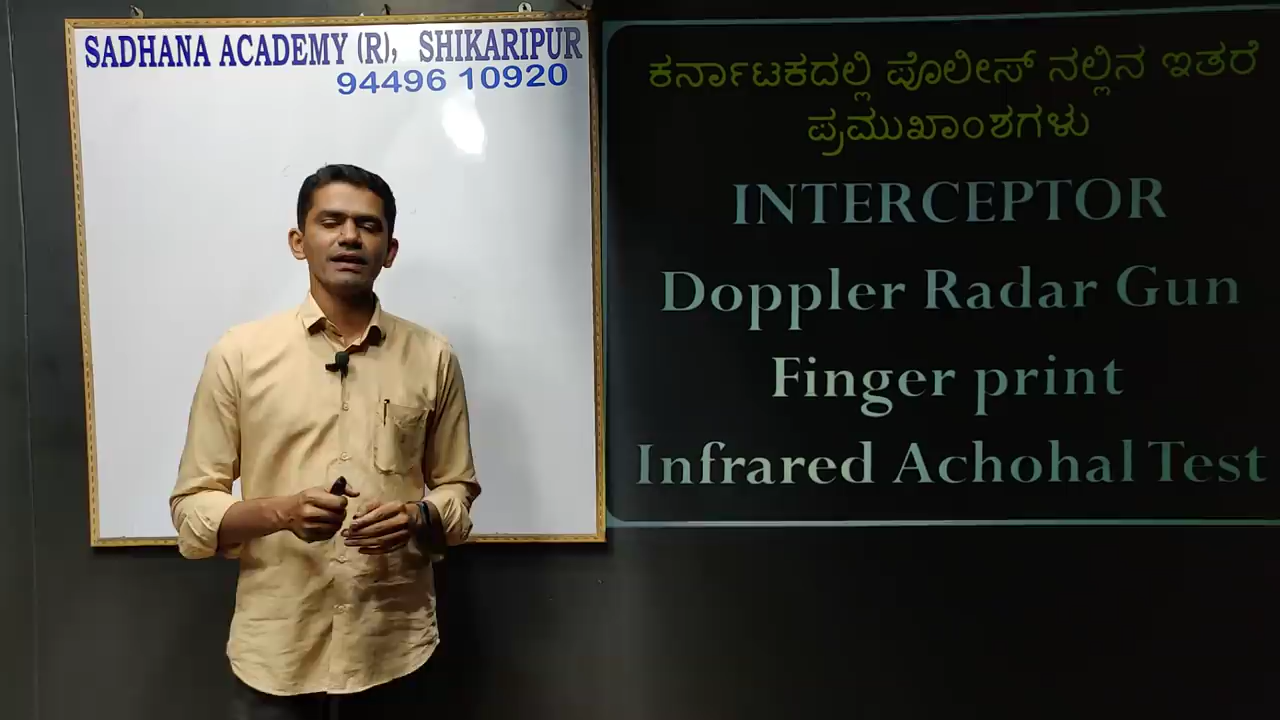 SADHANA ACADEMY (R), SHIKARIPUR
94496 10920
ಕರ್ನಾಟಕದಲ್ಲಿ ಪೊಲೀಸ್ ನಲ್ಲಿನ ಇತರೆ
ಪ್ರಮುಖಾಂಶಗಳು
INTERCEPTOR
Doppler Radar Gun
Finger print
Infrared Achohal Test